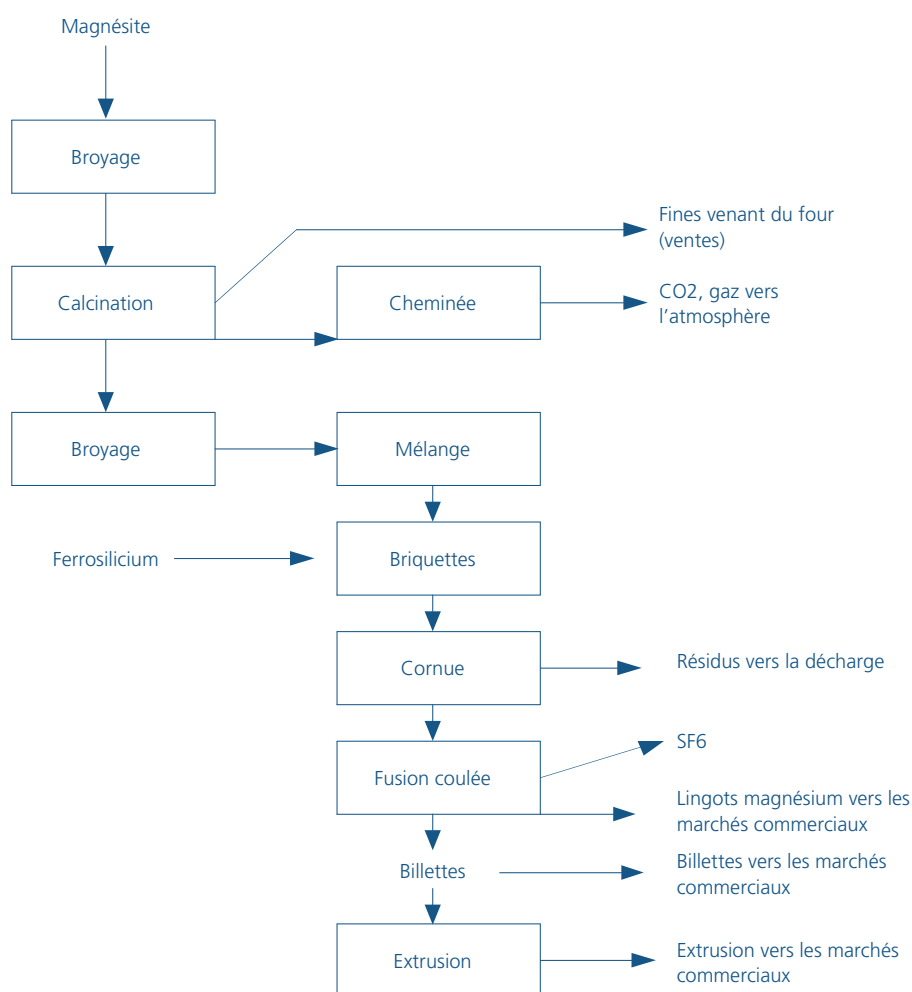 Magnésite
Broyage
Fines venant du four
(ventes)
Calcination
Cheminée
CO2, gaz vers
l'atmosphère
Broyage
Mélange
Ferrosilicium
Briquettes
Cornue
Résidus vers la décharge
SF6
Fusion coulée
Lingots magnésium vers les
marchés commerciaux
Billettes
Billettes vers les marchés
commerciaux
Extrusion
Extrusion vers les marchés
commerciaux